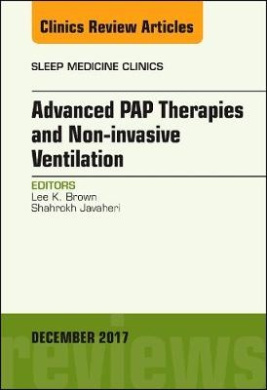 Clinics Review Articles
SLEEP MEDICINE CLINICS
Advanced PAP Therapies
and Non-invasive
Ventilation
EDITORS
Lee K. Brown
Shahrokh Javaheri
DECEMBER 2017
reviews